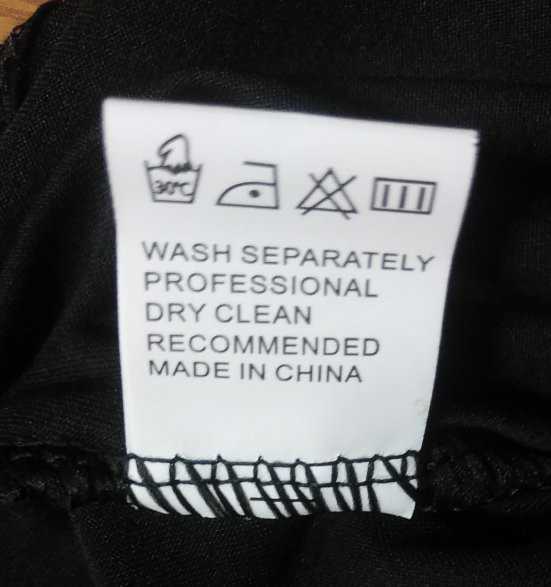 30°C
WASH SEPARATELY
PROFESSIONAL
DRY CLEAN
RECOMMENDED
MADE IN CHINA